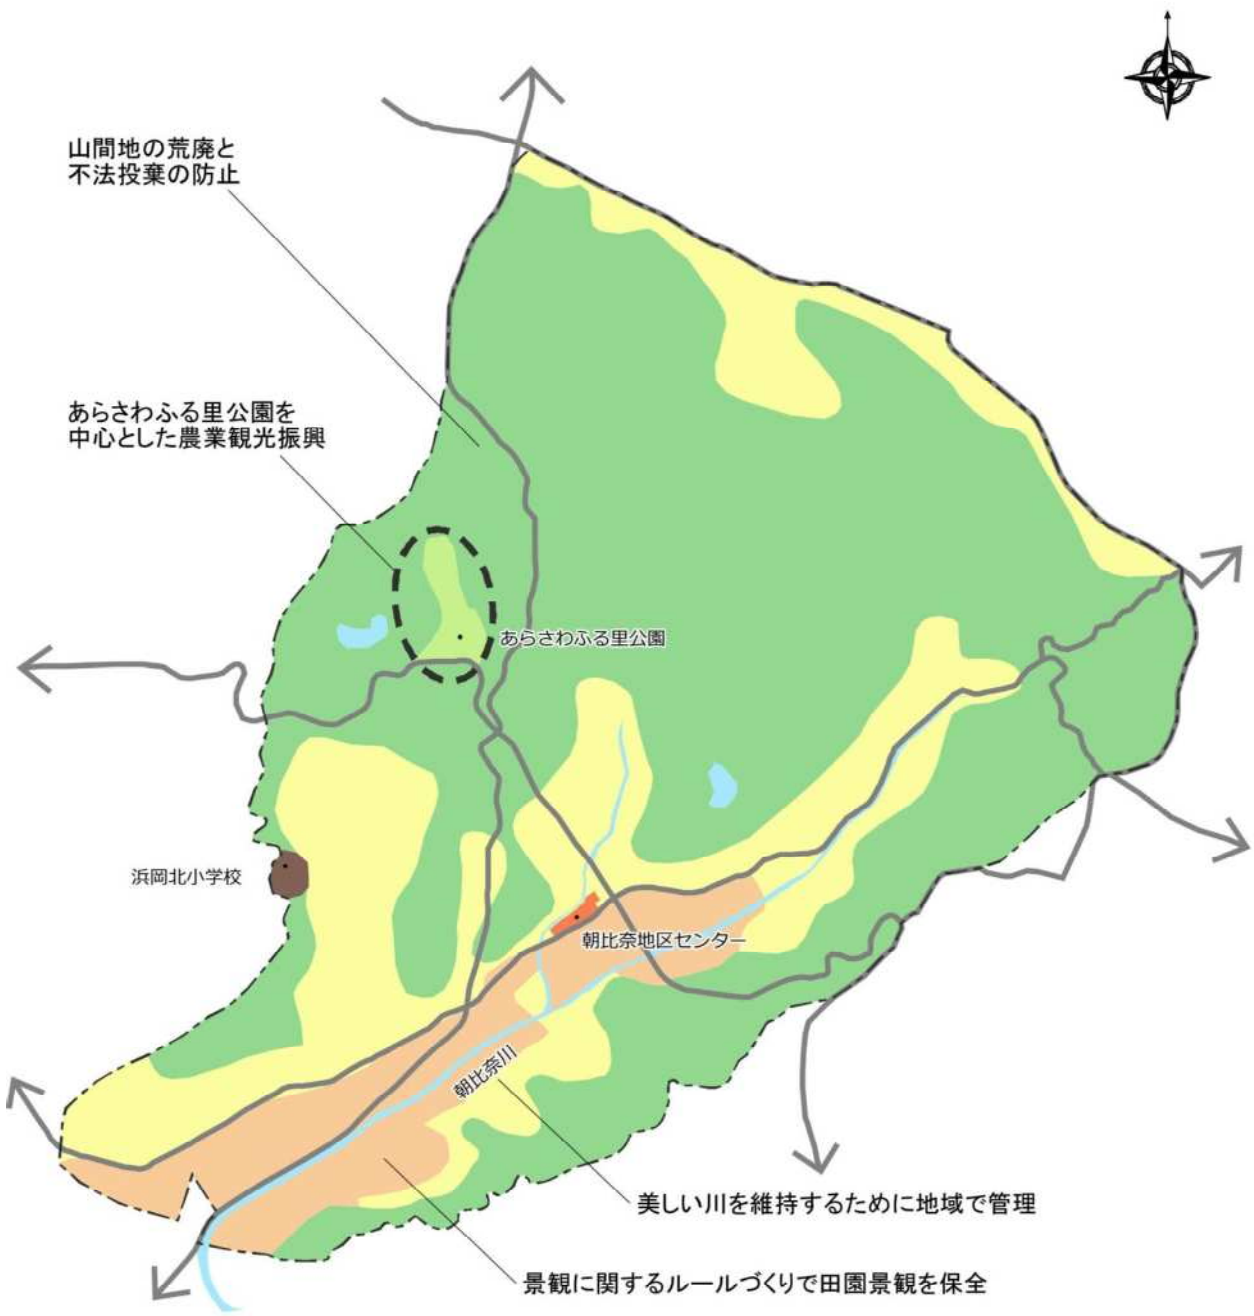 山間地の荒廃と
不法投棄の防止
あらさわふる里公園を
中心とした農業観光振興
あらさわふる里公園
浜岡北小学校
朝比奈地区センター
朝比奈川
美しい川を維持するために地域で管理
景観に関するルールづくりで田園景観を保全